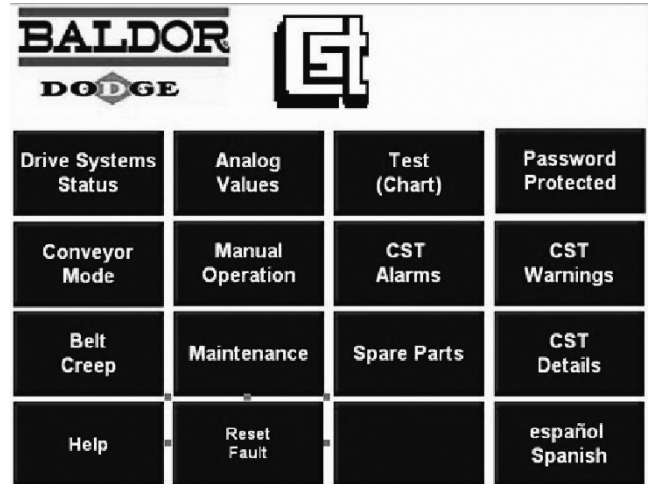 BALDOR
DODGE
Cst
Drive Systems
Status
Analog
Values
Test
(Chart)
Password
Protected
Conveyor
Mode
Manual
Operation
CST
Alarms
CST
Warnings
Belt
Creep
Maintenance
Spare Parts
CST
Details
Help
Reset
Fault
español
Spanish